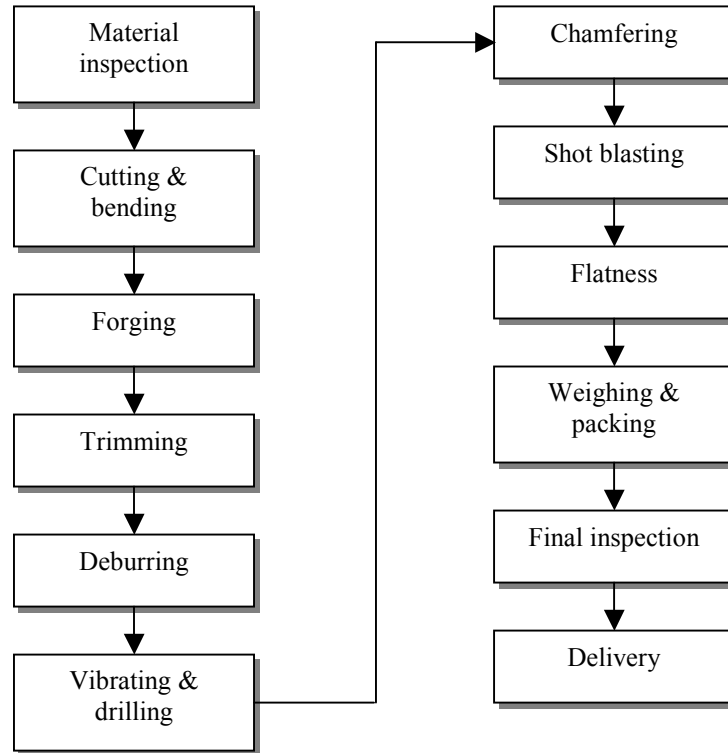 Material
inspection
Cutting &
bending
Forging
Trimming
Deburring
Vibrating &
drilling
Chamfering
Shot blasting
Flatness
Weighing &
packing
Final inspection
Delivery